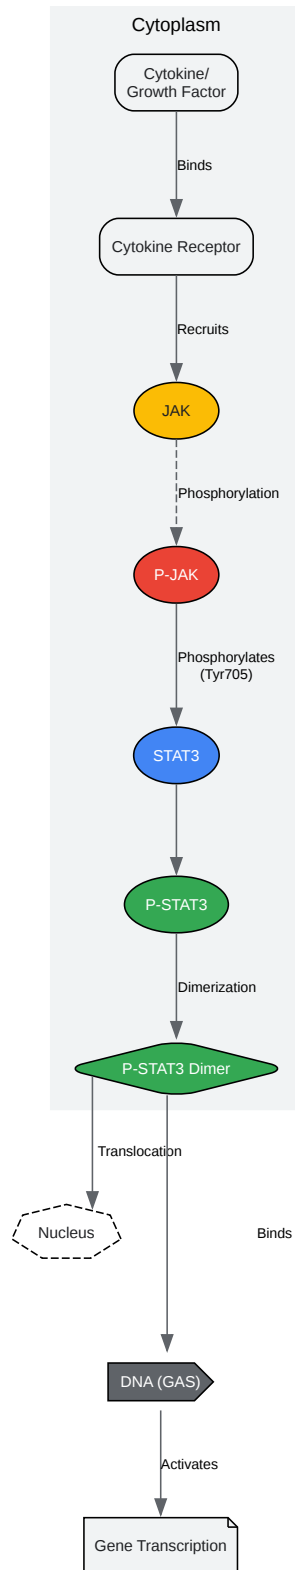 Cytoplasm
Cytokine/
Growth Factor
Binds
Cytokine Receptor
Recruits
JAK
Phosphorylation
P-JAK
Phosphorylates
(Tyr705)
STAT3
P-STAT3
Dimerization
P-STAT3 Dimer
Translocation
Nucleus
Binds
DNA (GAS)
Activates
Gene Transcription